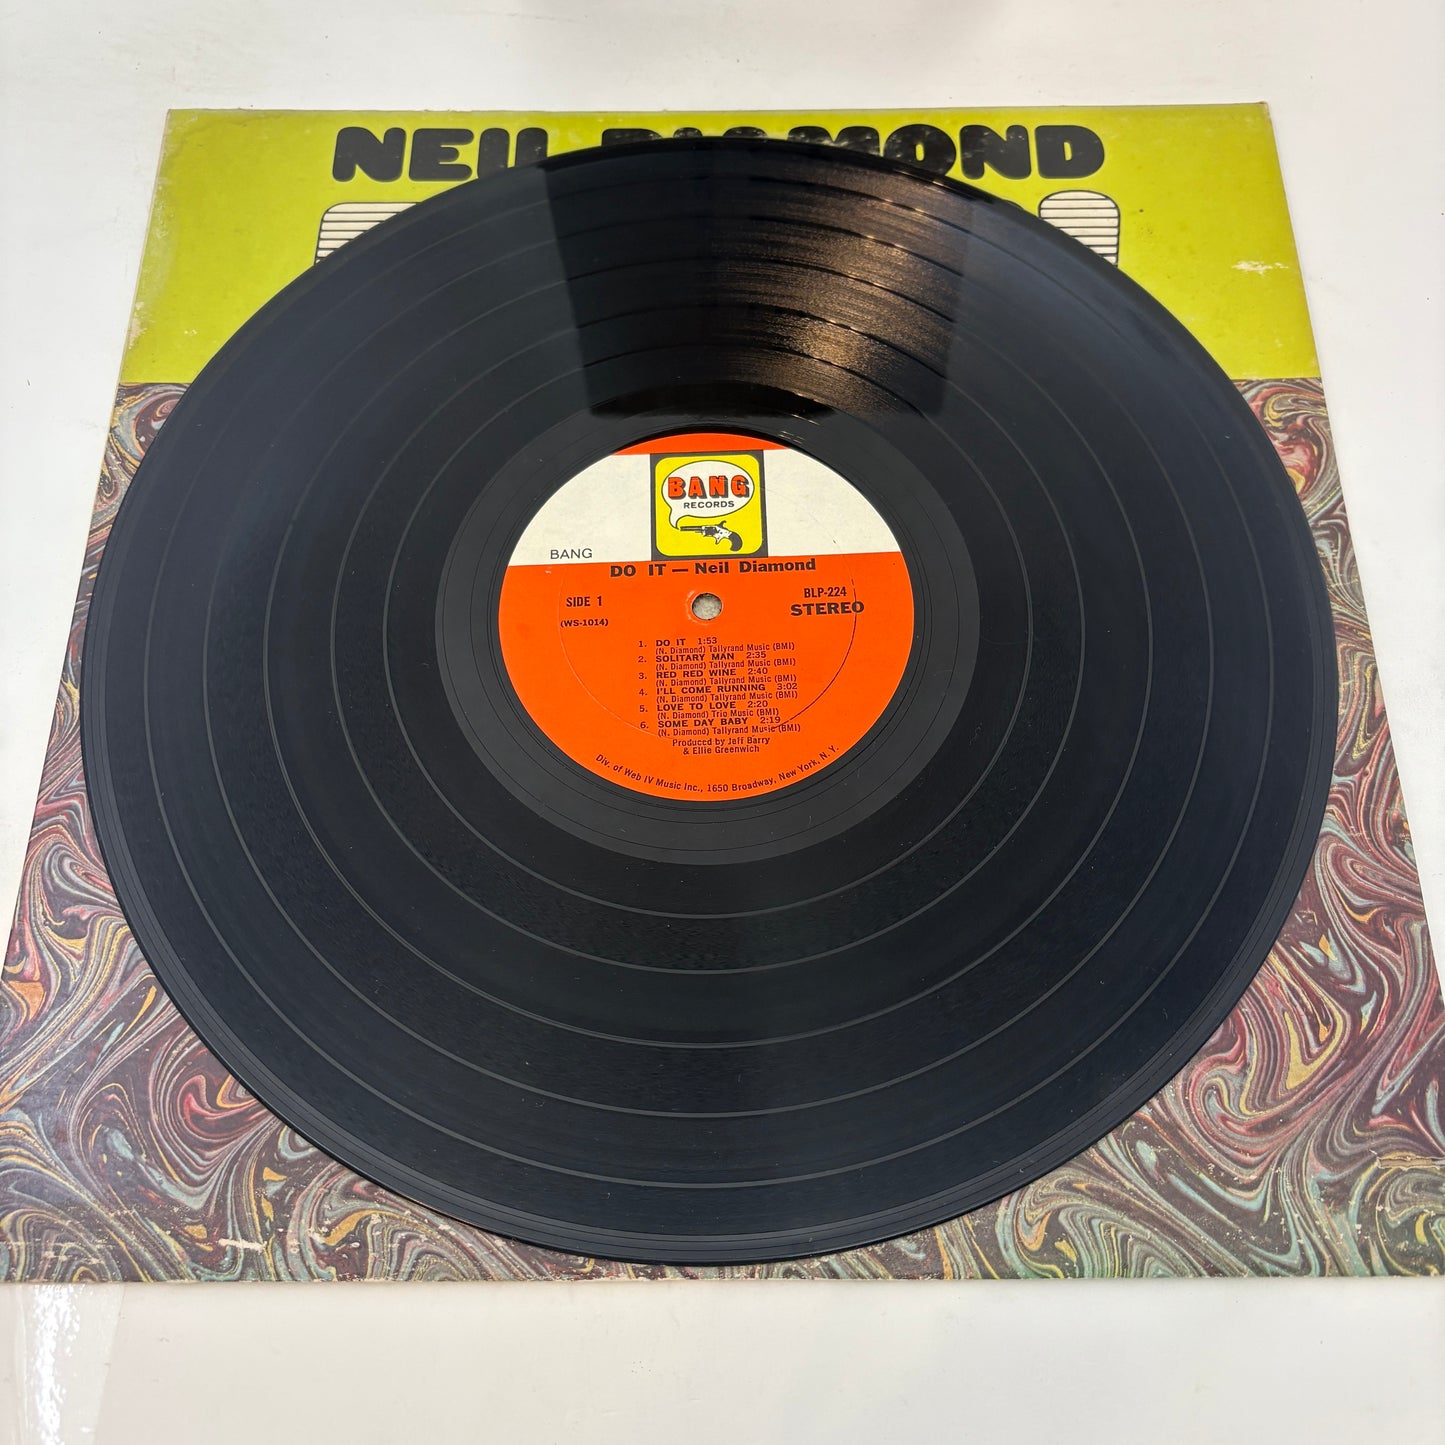 NEIL DIAMOND
BANG
RECORDS
BANG
DO IT — Neil Diamond
SIDE 1
BLP-224
(WS-1014)
STEREO
1. DO IT 1:53
(N. Diamond) Tallyrand Music (BMI)
2. SOLITARY MAN 2:35
(N. Diamond) Tallyrand Music (BMI)
3. RED RED WINE 2:40
(N. Diamond) Tallyrand Music (BMI)
4. I'LL COME RUNNING 3:02
(N. Diamond) Tallyrand Music (BMI)
5. LOVE TO LOVE 2:20
(N. Diamond) Trio Music (BMI)
6. SOME DAY BABY 2:19
(N. Diamond) Tallyrand Music (BMI)
Produced by Jeff Barry
& Ellie Greenwich
Div. of Web IV Music Inc., 1650 Broadway, New York, N. Y.